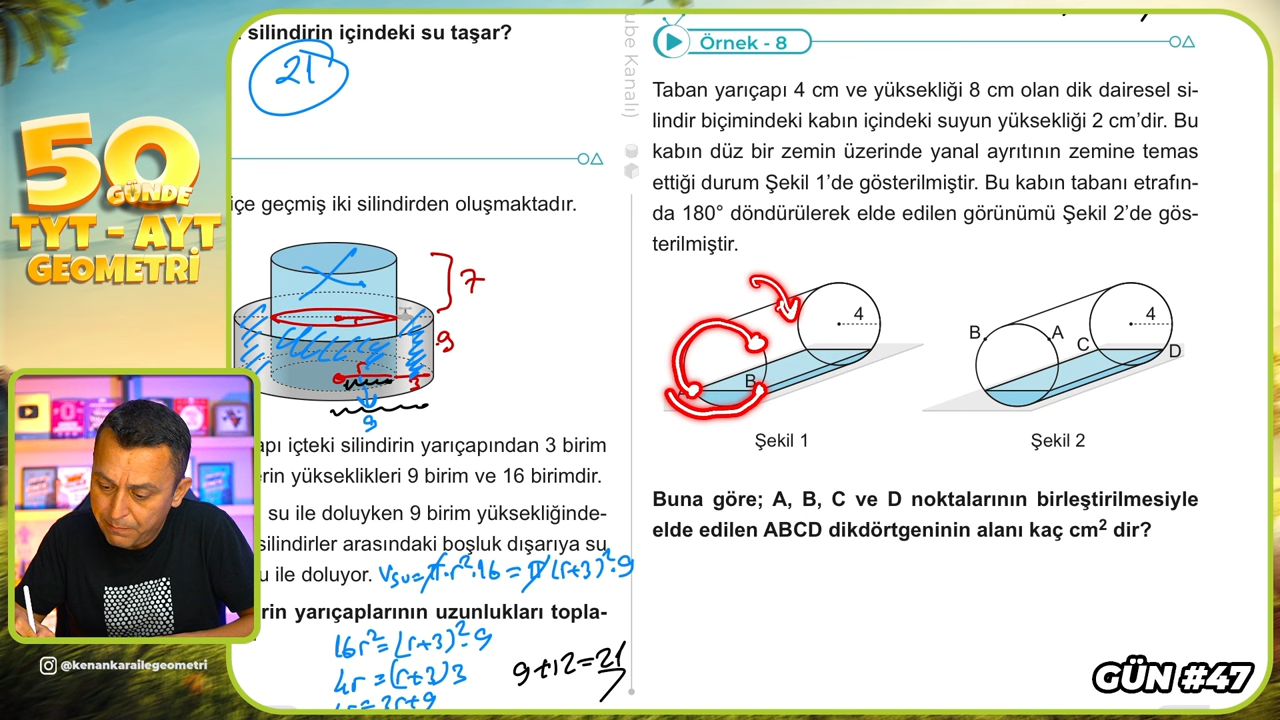 silindirin içindeki su taşar?
21
50
GÜNDE
TYT - AYT
GEOMETRİ
içe geçmiş iki silindirden oluşmaktadır.
7
9
r
r
3
9
apı içteki silindirin yarıçapından 3 birim
erin yükseklikleri 9 birim ve 16 birimdir.
su ile doluyken 9 birim yüksekliğinde-
silindirler arasındaki boşluk dışarıya su
u ile doluyor. Vsu=π.r².16=π(r+3)².9
rin yarıçaplarının uzunlukları topla-
16r²=(r+3)².9
4r=(r+3)3
4r=3r+9
9+12=21
ube Kanalı)
Örnek - 8
Taban yarıçapı 4 cm ve yüksekliği 8 cm olan dik dairesel si-
lindir biçimindeki kabın içindeki suyun yüksekliği 2 cm'dir. Bu
kabın düz bir zemin üzerinde yanal ayrıtının zemine temas
ettiği durum Şekil 1'de gösterilmiştir. Bu kabın tabanı etrafın-
da 180° döndürülerek elde edilen görünümü Şekil 2'de gös-
terilmiştir.
4
B
A
Şekil 1
4
B
A
C
D
Şekil 2
Buna göre; A, B, C ve D noktalarının birleştirilmesiyle
elde edilen ABCD dikdörtgeninin alanı kaç cm² dir?
@kenankarailegeometri
GÜN #47